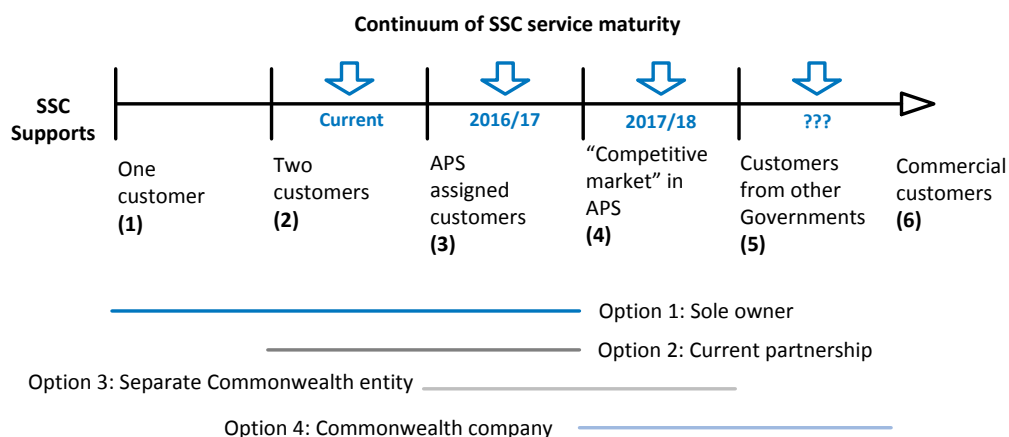 Continuum of SSC service maturity
SSC
Supports
Current
2016/17
2017/18
???
One
customer
(1)
Two
customers
(2)
APS
assigned
customers
(3)
“Competitive
market” in
APS
(4)
Customers
from other
Governments
(5)
Commercial
customers
(6)
Option 1: Sole owner
Option 2: Current partnership
Option 3: Separate Commonwealth entity
Option 4: Commonwealth company